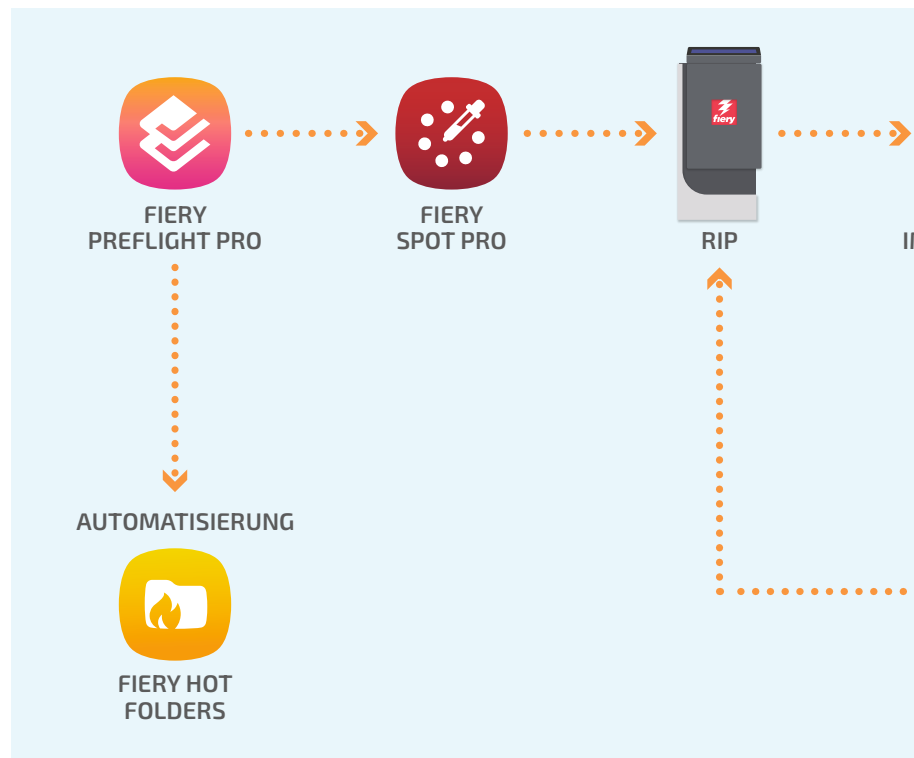 fiery
FIERY
PREFLIGHT PRO
FIERY
SPOT PRO
RIP
AUTOMATISIERUNG
FIERY HOT
FOLDERS